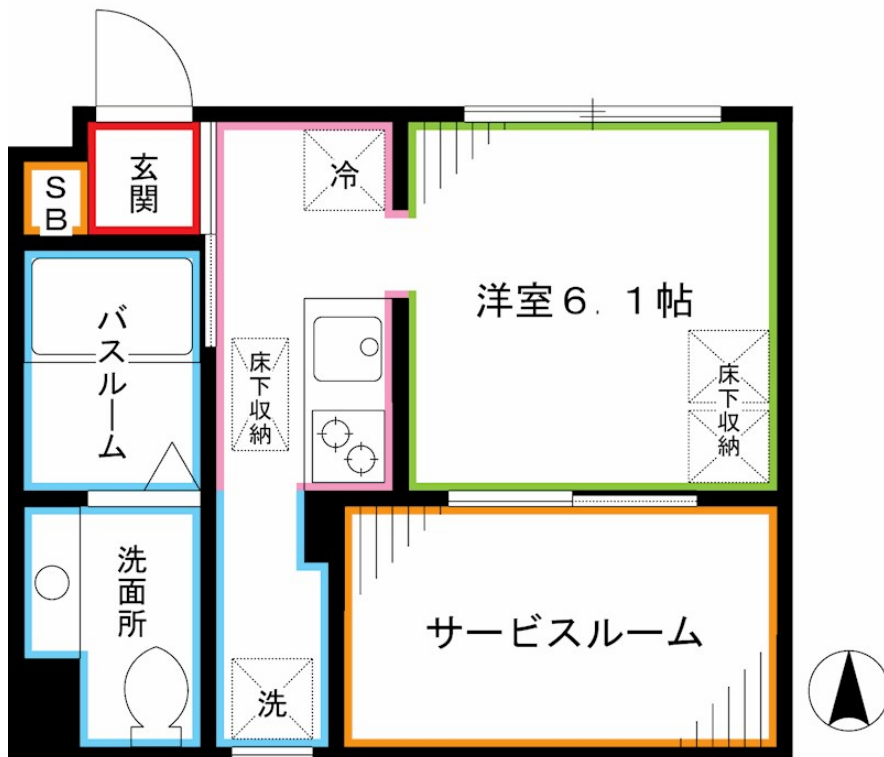 玄関
SB
冷
バスルーム
洋室6.1帖
床下収納
床下収納
洗面所
サービスルーム
洗